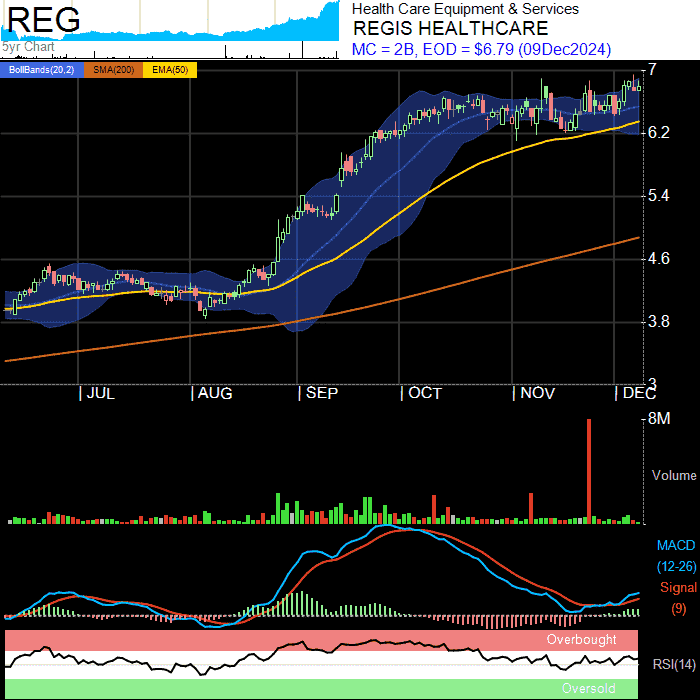 REG
5yr Chart
Health Care Equipment & Services
REGIS HEALTHCARE
MC = 2B, EOD = $6.79 (09Dec2024)
BollBands(20,2) SMA(200) EMA(50)
7
6.2
5.4
4.6
3.8
3
JUL AUG SEP OCT NOV DEC
8M
Volume
MACD
(12-26)
Signal
(9)
Overbought
RSI(14)
Oversold